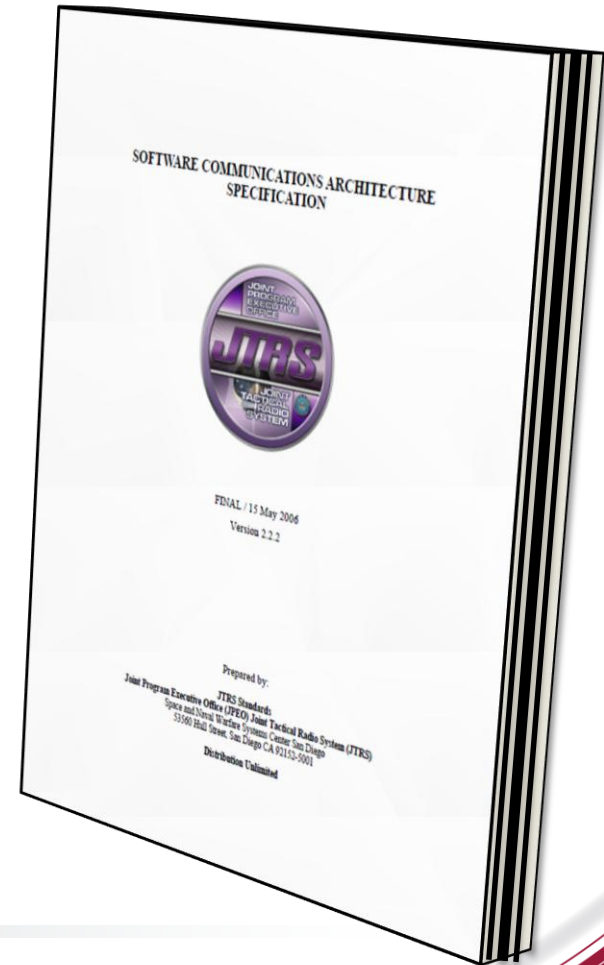 SOFTWARE COMMUNICATIONS ARCHITECTURE
SPECIFICATION
JOINT
PROGRAM
EXECUTIVE
OFFICE
JTRS
JOINT
TACTICAL
RADIO
SYSTEM
FINAL / 15 May 2006
Version 2.2.2
Prepared by:
JTRS Standards
Joint Program Executive Office (JPEO) Joint Tactical Radio System (JTRS)
Space and Naval Warfare Systems Center San Diego
53560 Hull Street, San Diego CA 92152-5001
Distribution Unlimited